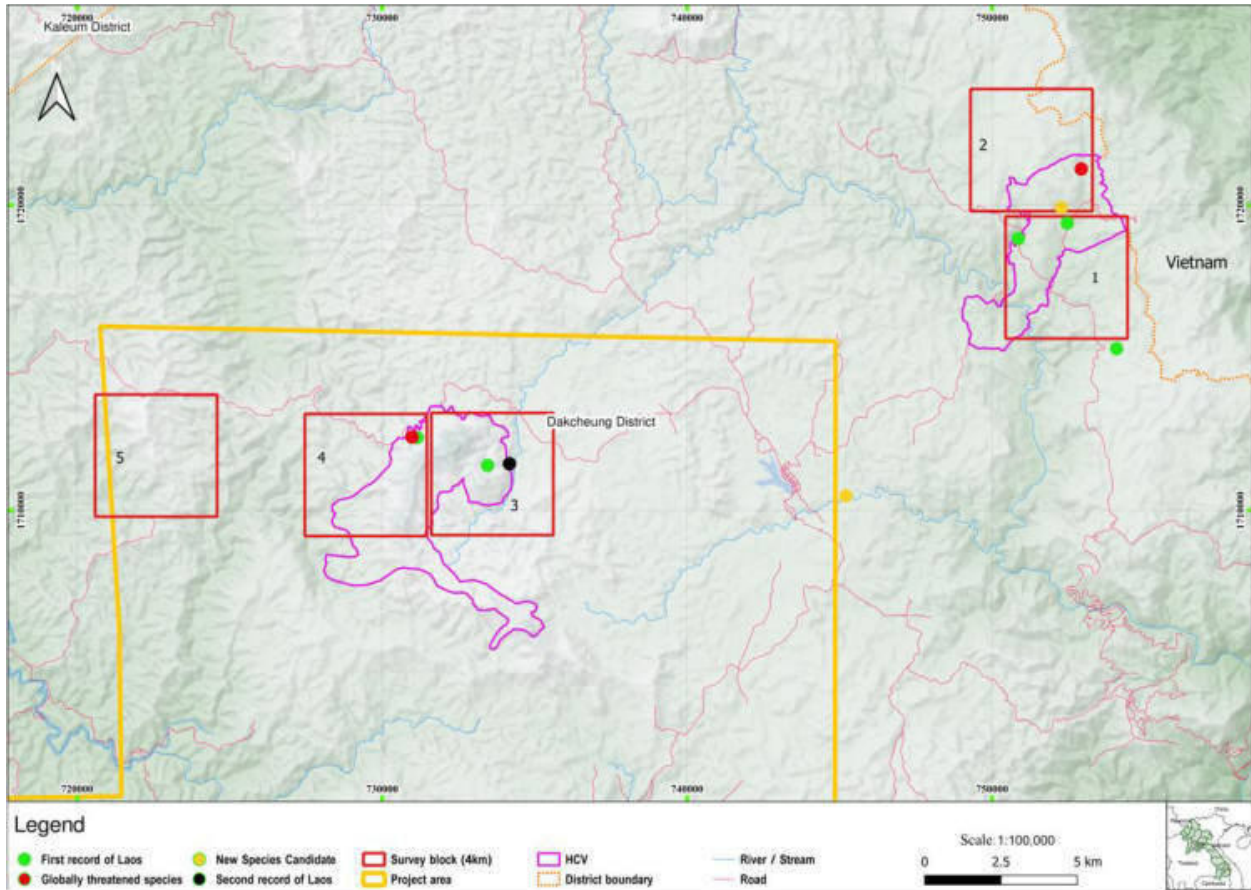 720000 730000 740000 750000
Kaleum District
2
1720000 1720000
Vietnam
1
Dakcheung District
5 4 3
1710000 1710000
720000 730000 740000 750000
Legend
First record of Laos New Species Candidate Survey block (4km) HCV River / Stream
Globally threatened species Second record of Laos Project area District boundary Road
Scale: 1:100,000
0 2.5 5 km